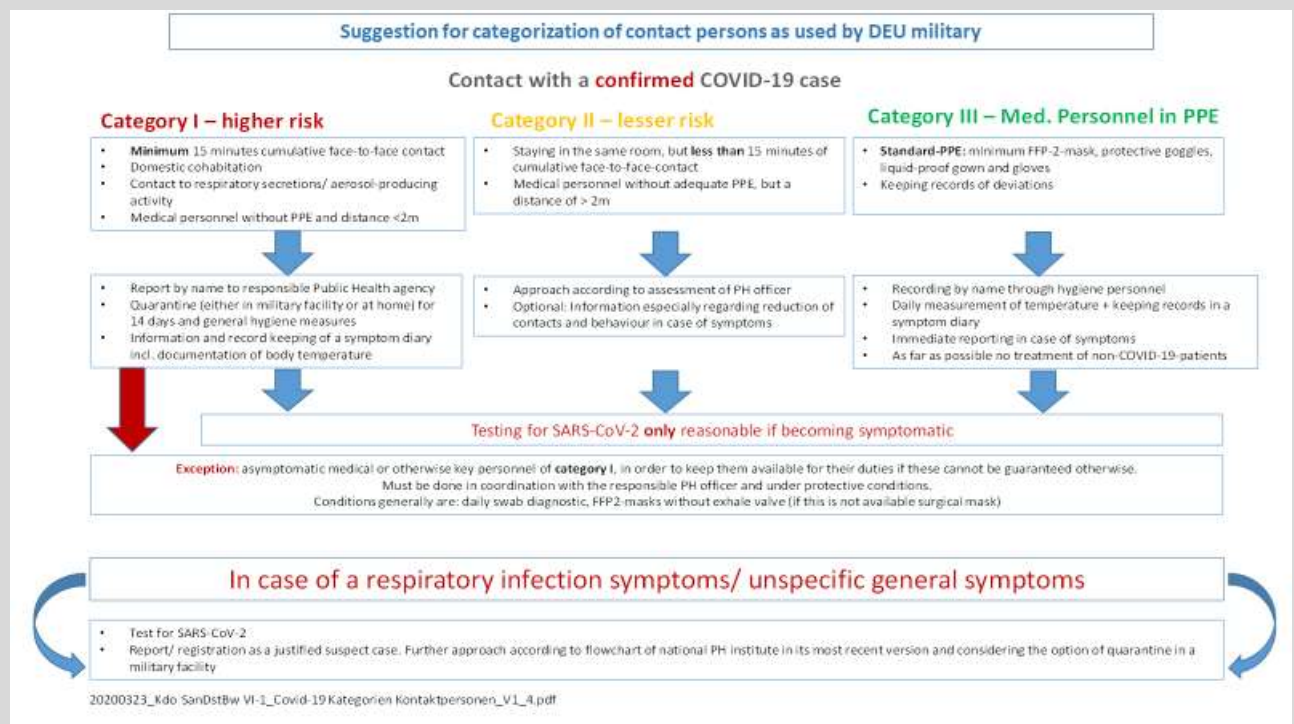 Suggestion for categorization of contact persons as used by DEU military
Contact with a confirmed COVID-19 case
Category I – higher risk
• Minimum 15 minutes cumulative face-to-face contact
• Domestic cohabitation
• Contact to respiratory secretions/ aerosol-producing
activity
• Medical personnel without PPE and distance <2m
Category II – lesser risk
• Staying in the same room, but less than 15 minutes of
cumulative face-to-face-contact
• Medical personnel without adequate PPE, but a
distance of > 2m
Category III – Med. Personnel in PPE
• Standard-PPE: minimum FFP-2-mask, protective goggles,
liquid-proof gown and gloves
• Keeping records of deviations
• Report by name to responsible Public Health agency
• Quarantine (either in military facility or at home) for
14 days and general hygiene measures
• Information and record keeping of a symptom diary
incl. documentation of body temperature
• Approach according to assessment of PH officer
• Optional: Information especially regarding reduction of
contacts and behaviour in case of symptoms
• Recording by name through hygiene personnel
• Daily measurement of temperature + keeping records in a
symptom diary
• Immediate reporting in case of symptoms
• As far as possible no treatment of non-COVID-19-patients
Testing for SARS-CoV-2 only reasonable if becoming symptomatic
Exception: asymptomatic medical or otherwise key personnel of category I, in order to keep them available for their duties if these cannot be guaranteed otherwise.
Must be done in coordination with the responsible PH officer and under protective conditions.
Conditions generally are: daily swab diagnostic, FFP2-masks without exhale valve (if this is not available surgical mask)
In case of a respiratory infection symptoms/ unspecific general symptoms
• Test for SARS-CoV-2
• Report/ registration as a justified suspect case. Further approach according to flowchart of national PH institute in its most recent version and considering the option of quarantine in a
military facility
20200323_Kdo SanDstBw VI-1_Covid-19 Kategorien Kontaktpersonen_V1_4.pdf